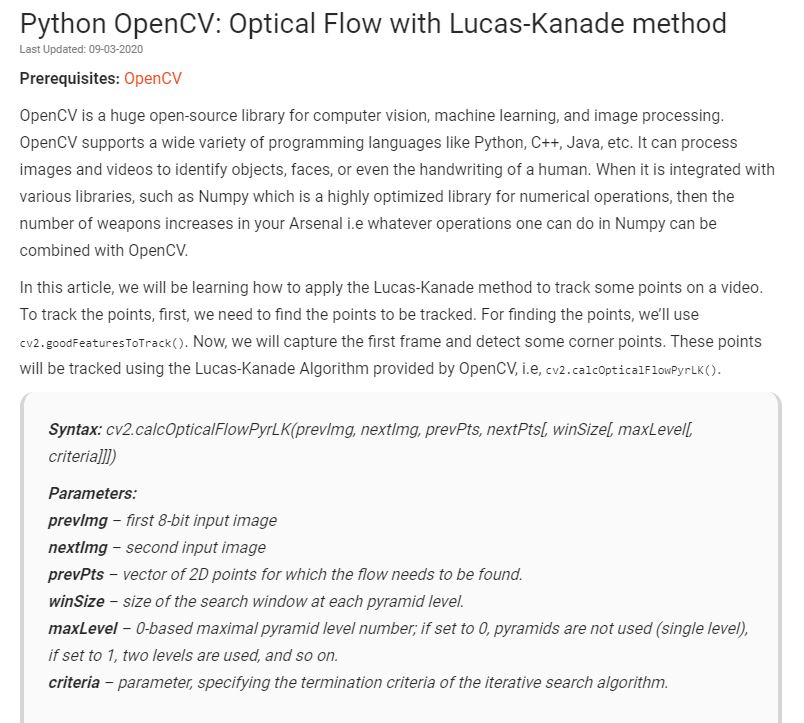 Python OpenCV: Optical Flow with Lucas-Kanade method
Last Updated: 09-03-2020
Prerequisites: OpenCV
OpenCV is a huge open-source library for computer vision, machine learning, and image processing.
OpenCV supports a wide variety of programming languages like Python, C++, Java, etc. It can process
images and videos to identify objects, faces, or even the handwriting of a human. When it is integrated with
various libraries, such as Numpy which is a highly optimized library for numerical operations, then the
number of weapons increases in your Arsenal i.e whatever operations one can do in Numpy can be
combined with OpenCV.
In this article, we will be learning how to apply the Lucas-Kanade method to track some points on a video.
To track the points, first, we need to find the points to be tracked. For finding the points, we'll use
cv2.goodFeaturesToTrack(). Now, we will capture the first frame and detect some corner points. These points
will be tracked using the Lucas-Kanade Algorithm provided by OpenCV, i.e, cv2.calcOpticalFlowPyrLK().
Syntax: cv2.calcOpticalFlowPyrLK(prevImg, nextImg, prevPts, nextPts[, winSize[, maxLevel[,
criteria]]])
Parameters:
prevImg – first 8-bit input image
nextImg – second input image
prevPts – vector of 2D points for which the flow needs to be found.
winSize – size of the search window at each pyramid level.
maxLevel – 0-based maximal pyramid level number; if set to 0, pyramids are not used (single level),
if set to 1, two levels are used, and so on.
criteria – parameter, specifying the termination criteria of the iterative search algorithm.